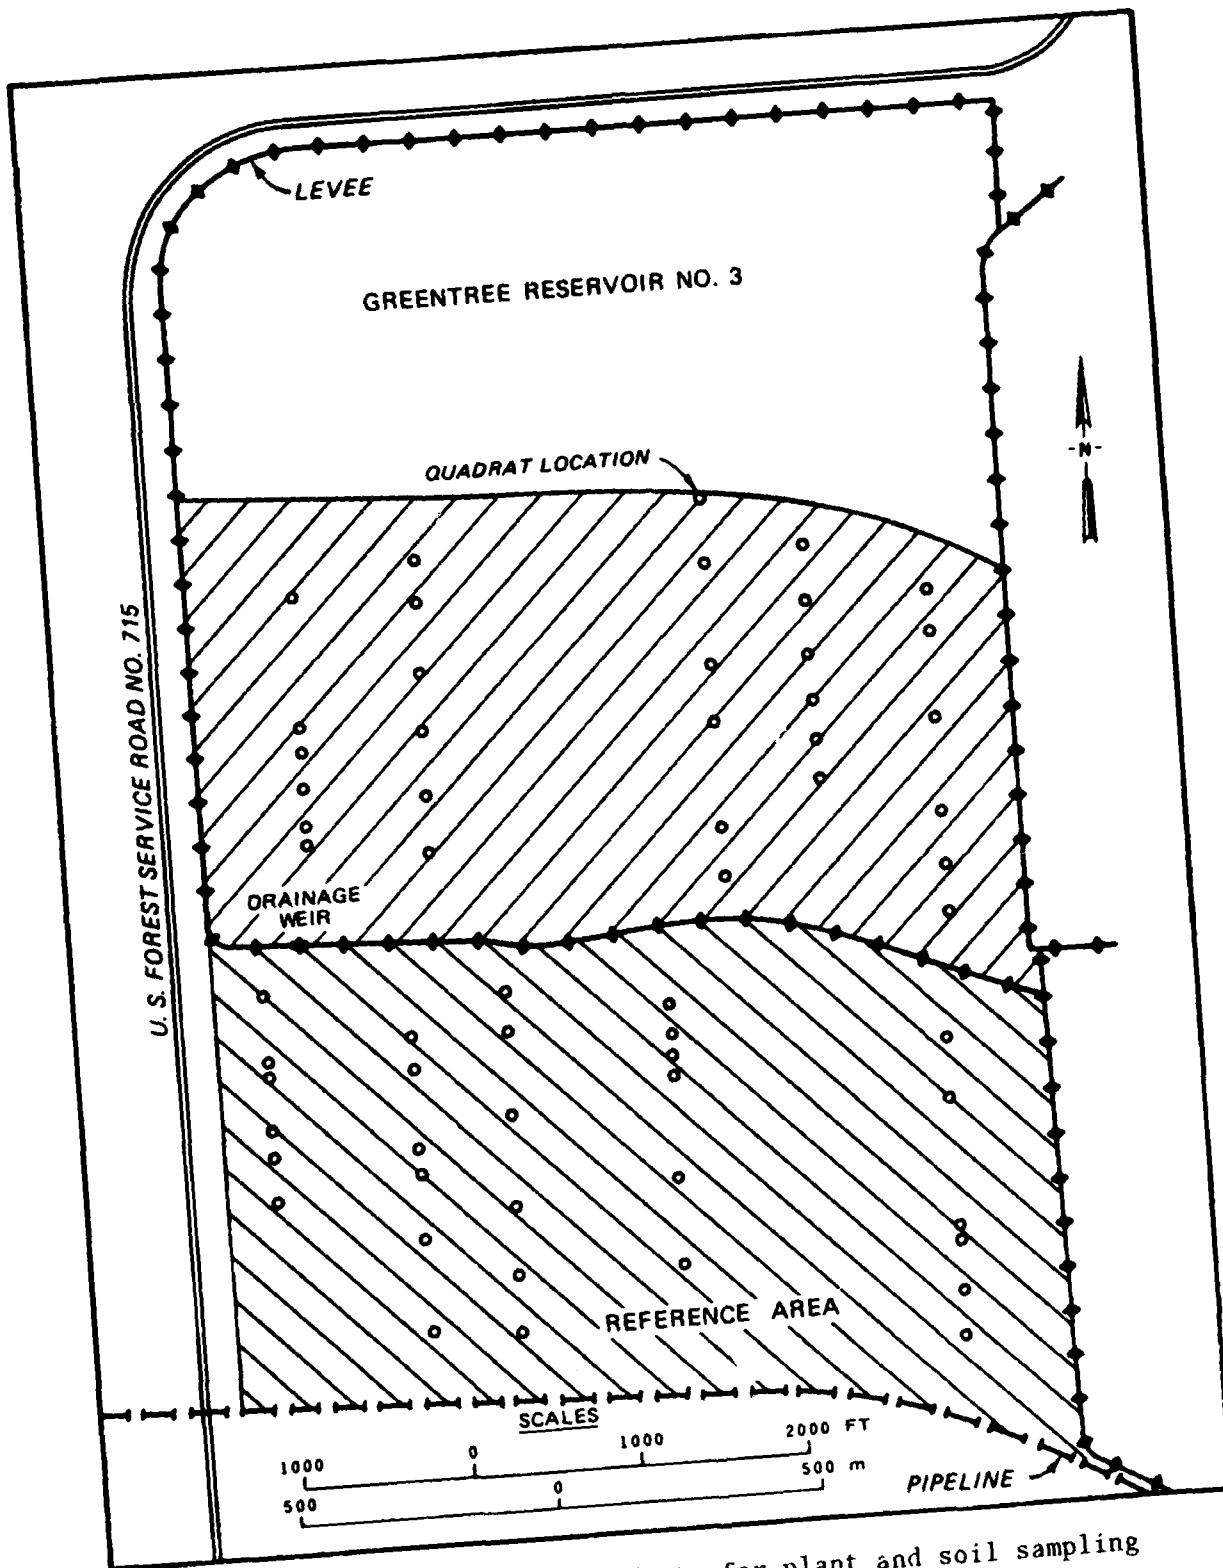 LEVEE
GREENTREE RESERVOIR NO. 3
-N-
QUADRAT LOCATION
U. S. FOREST SERVICE ROAD NO. 715
DRAINAGE
WEIR
REFERENCE AREA
SCALES
1000 0 1000 2000 FT
500 0 500 m
PIPELINE
for plant and soil sampling